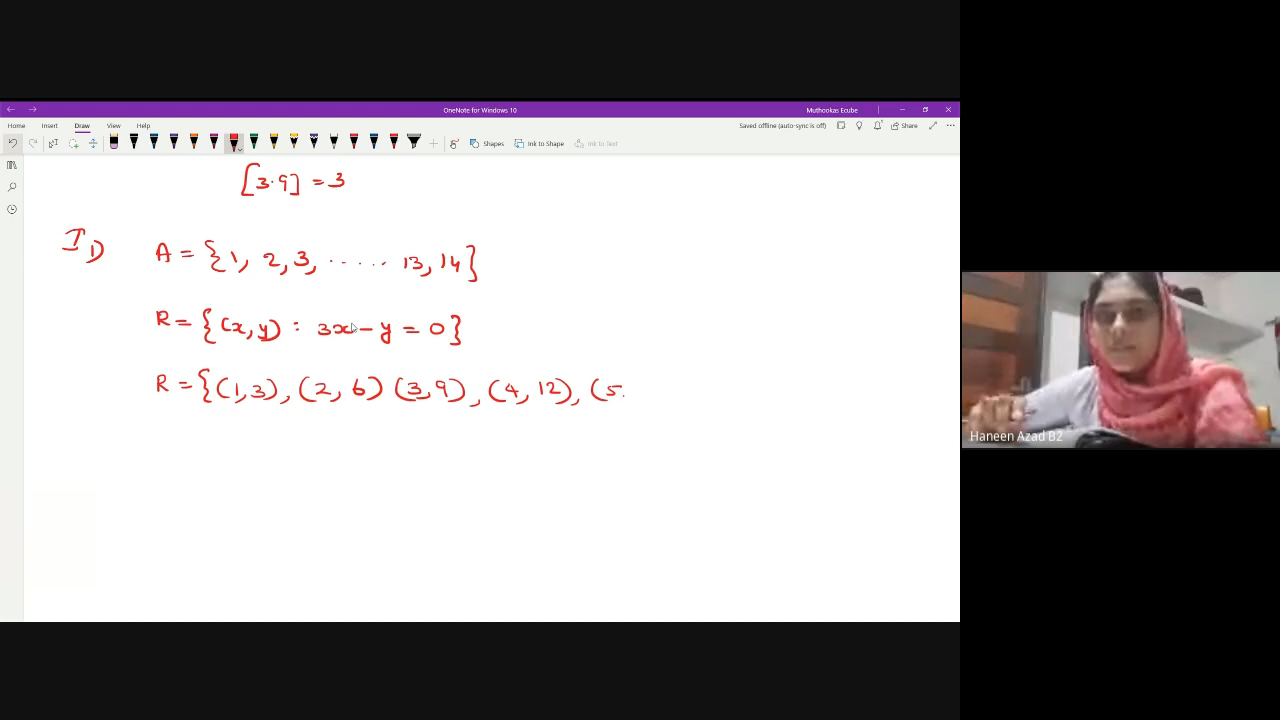 OneNote for Windows 10
Muthookas Ecube
Home Insert Draw View Help
Saved offline (auto-sync is off)
Share
Shapes
Ink to Shape
Ink to Text
[3.9] = 3
I)
A = {1, 2, 3, ..... 13, 14}
R = {(x,y) : 3x - y = 0}
R = {(1,3), (2, 6) (3,9), (4, 12), (5.
Haneen Azad B2